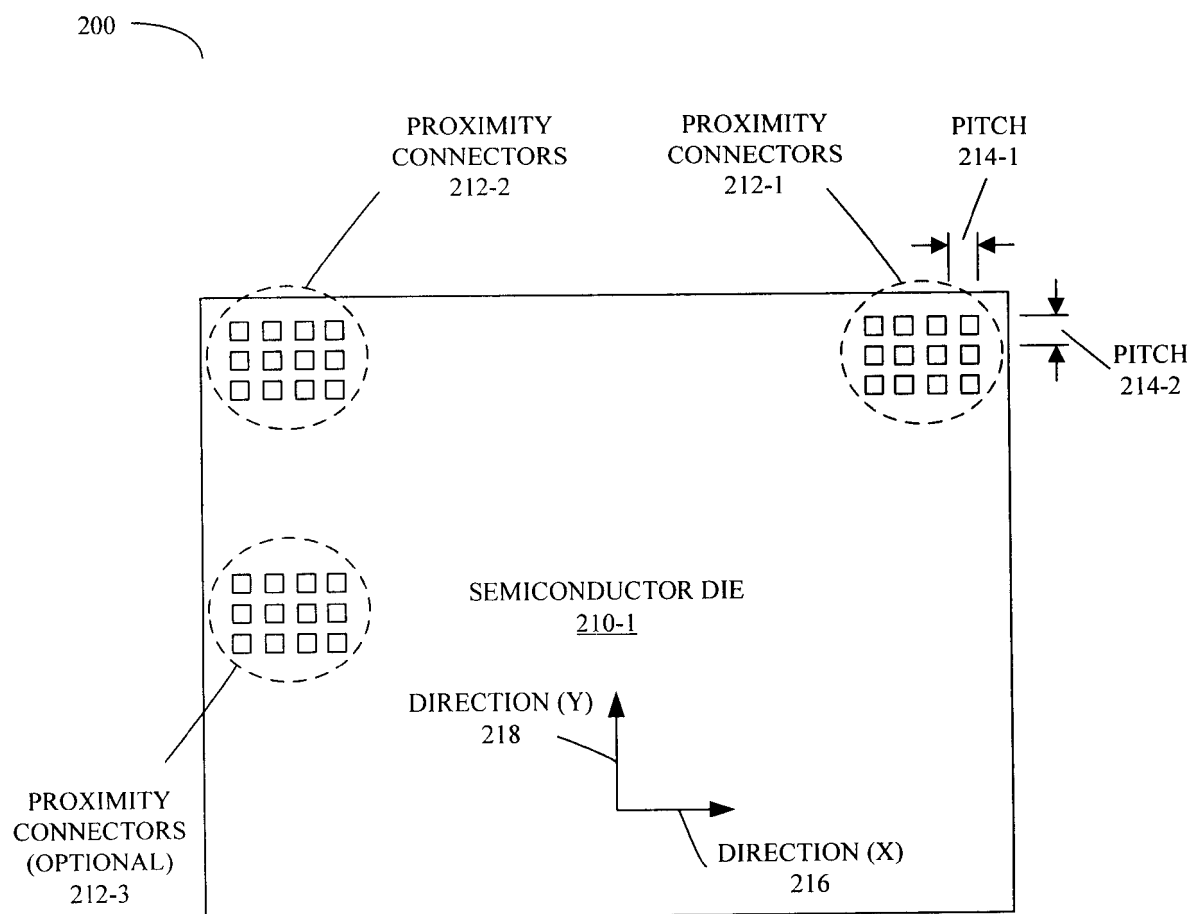 200
PROXIMITY
CONNECTORS
212-2
PROXIMITY
CONNECTORS
212-1
PITCH
214-1
PITCH
214-2
SEMICONDUCTOR DIE
210-1
DIRECTION (Y)
218
PROXIMITY
CONNECTORS
(OPTIONAL)
212-3
DIRECTION (X)
216